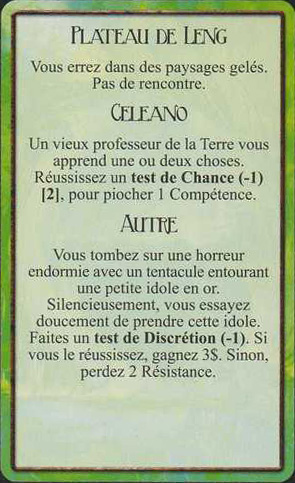 PLATEAU DE LENG
Vous errez dans des paysages gelés.
Pas de rencontre.
CELEANO
Un vieux professeur de la Terre vous
apprend une ou deux choses.
Réussissez un test de Chance (-1)
[2], pour piocher 1 Compétence.
AUTRE
Vous tombez sur une horreur
endormie avec un tentacule entourant
une petite idole en or.
Silencieusement, vous essayez
doucement de prendre cette idole.
Faites un test de Discrétion (-1). Si
vous le réussissez, gagnez 3$. Sinon,
perdez 2 Résistance.